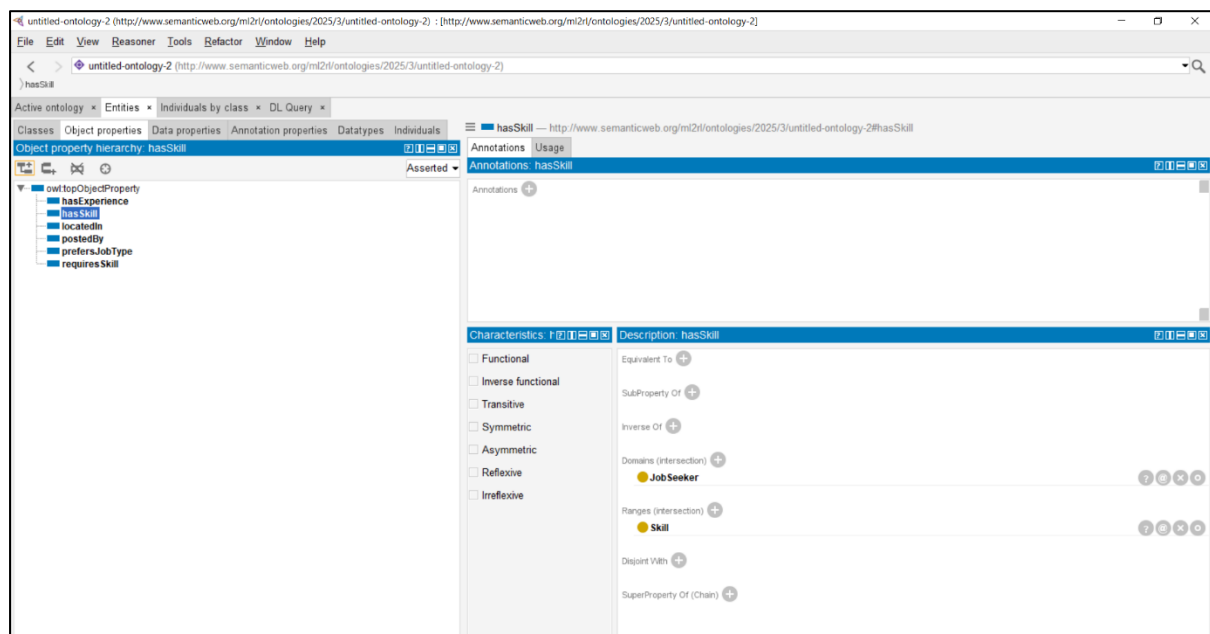 untitled-ontology-2 (http://www.semanticweb.org/ml2rl/ontologies/2025/3/untitled-ontology-2) : [http://www.semanticweb.org/ml2rl/ontologies/2025/3/untitled-ontology-2]
File Edit View Reasoner Tools Refactor Window Help
untitled-ontology-2 (http://www.semanticweb.org/ml2rl/ontologies/2025/3/untitled-ontology-2)
hasSkill
Active ontology × Entities × Individuals by class × DL Query ×
Classes Object properties Data properties Annotation properties Datatypes Individuals
Object property hierarchy: hasSkill
Asserted
owl:topObjectProperty
hasExperience
hasSkill
locatedIn
postedBy
prefersJobType
requiresSkill
hasSkill — http://www.semanticweb.org/ml2rl/ontologies/2025/3/untitled-ontology-2#hasSkill
Annotations Usage
Annotations: hasSkill
Annotations
Characteristics: h
Functional
Inverse functional
Transitive
Symmetric
Asymmetric
Reflexive
Irreflexive
Description: hasSkill
Equivalent To
SubProperty Of
Inverse Of
Domains (intersection)
JobSeeker
Ranges (intersection)
Skill
Disjoint With
SuperProperty Of (Chain)